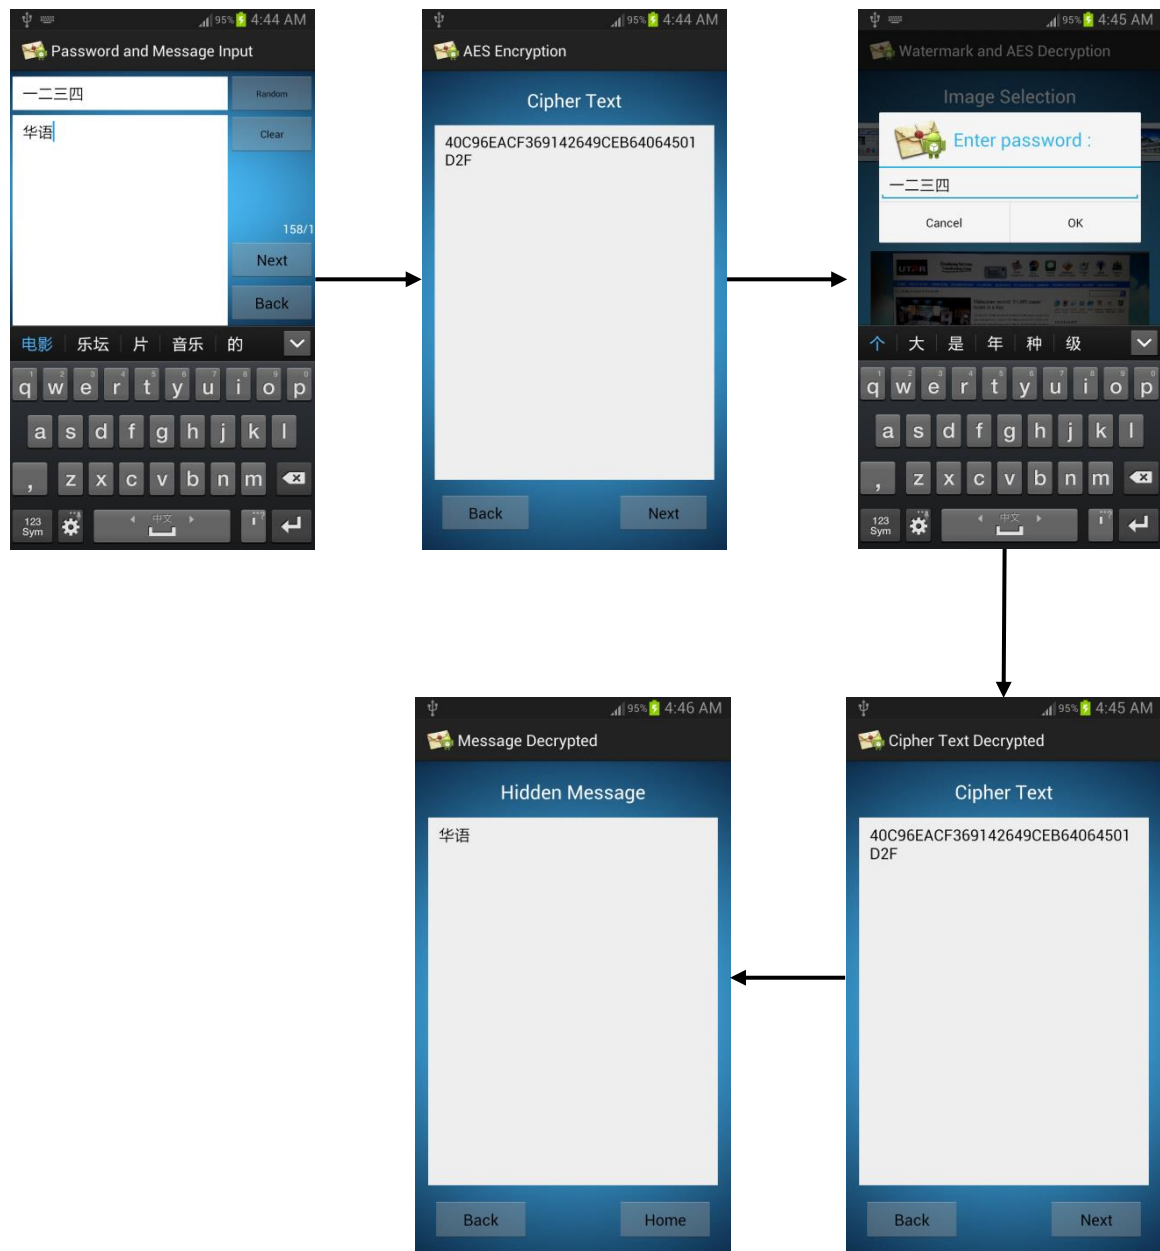 95% 4:44 AM
Password and Message Input
一二三四
Random
华语
Clear
158/1
Next
Back
电影 乐坛 片 音乐 的
q w e r t y u i o p
a s d f g h j k l
, z x c v b n m
123
Sym
中文
95% 4:44 AM
AES Encryption
Cipher Text
40C96EACF369142649CEB64064501
D2F
Back Next
95% 4:45 AM
Watermark and AES Decryption
Image Selection
Enter password :
一二三四
Cancel OK
UTAR
个 大 是 年 种 级
q w e r t y u i o p
a s d f g h j k l
, z x c v b n m
123
Sym
中文
95% 4:46 AM
Message Decrypted
Hidden Message
华语
Back Home
95% 4:45 AM
Cipher Text Decrypted
Cipher Text
40C96EACF369142649CEB64064501
D2F
Back Next